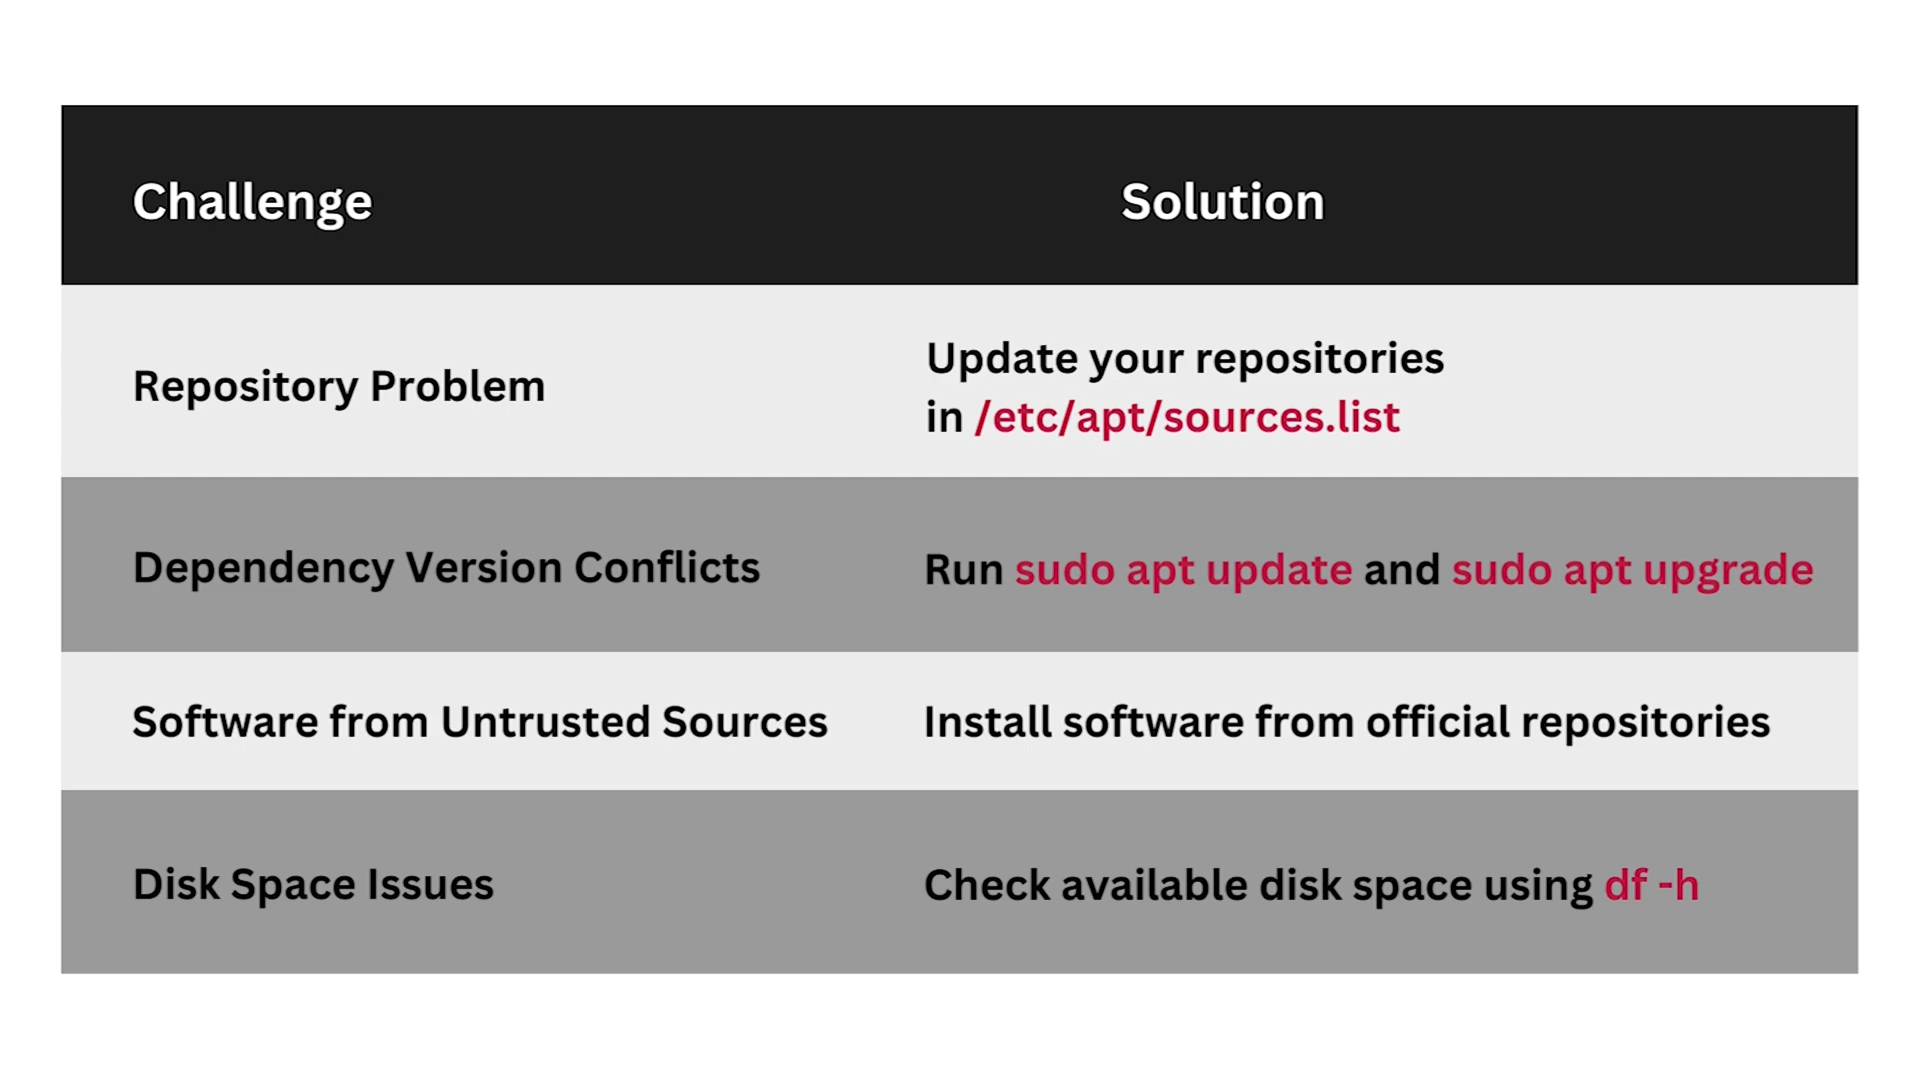 Challenge
Solution
Repository Problem
Update your repositories
in /etc/apt/sources.list
Dependency Version Conflicts
Run sudo apt update and sudo apt upgrade
Software from Untrusted Sources
Install software from official repositories
Disk Space Issues
Check available disk space using df -h